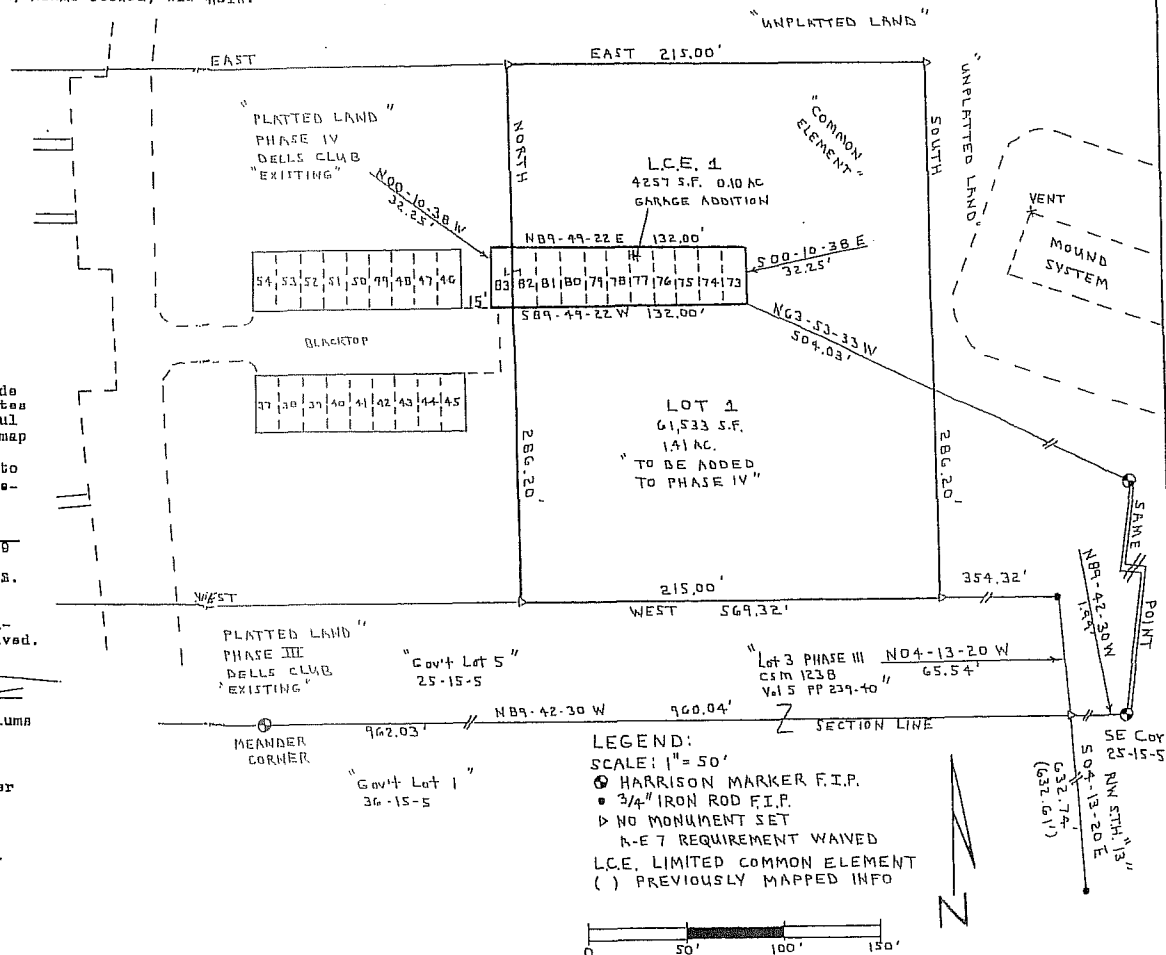 "UNPLATTED LAND"
EAST
EAST 215.00'
"PLATTED LAND"
PHASE IV
DELLS CLUB
"EXISTING"
N00-10-38 W
32.25'
NORTH
L.C.E. 1
4257 S.F. 0.10 AC
GARAGE ADDITION
"COMMON
ELEMENT"
SOUTH
"UNPLATTED LAND"
VENT
MOUND
SYSTEM
N89-49-22 E 132.00'
S00-10-38 E
32.25'
54 53 52 51 50 49 48 47 46
15'
83 82 81 80 79 78 77 76 75 74 73
S89-49-22 W 132.00'
N63-53-33 W
504.03'
BLACKTOP
37 38 39 40 41 42 43 44 45
LOT 1
61,533 S.F.
1.41 AC.
"TO BE ADDED
TO PHASE IV"
286.20'
286.20'
SAME
POINT
map
to
WEST
215.00'
WEST 569.32'
354.32'
N89-42-30 W
1.99'
PLATTED LAND"
PHASE III
DELLS CLUB
"EXISTING"
"Gov't Lot 5"
25-15-5
"Lot 3 PHASE III
CSM 1238
Vol 5 PP 239-40"
N04-13-20 W
65.54'
MEANDER
CORNER
962.03'
N89-42-30 W 960.04'
SECTION LINE
SE Cor
25-15-5
"Gov't Lot 1"
36-15-5
R/W S.T.H. "13"
S04-13-20 E
632.74'
(632.61')
LEGEND:
SCALE: 1" = 50'
HARRISON MARKER F.I.P.
3/4" IRON ROD F.I.P.
NO MONUMENT SET
A-E 7 REQUIREMENT WAIVED
L.C.E. LIMITED COMMON ELEMENT
( ) PREVIOUSLY MAPPED INFO
N
0 50' 100' 150'